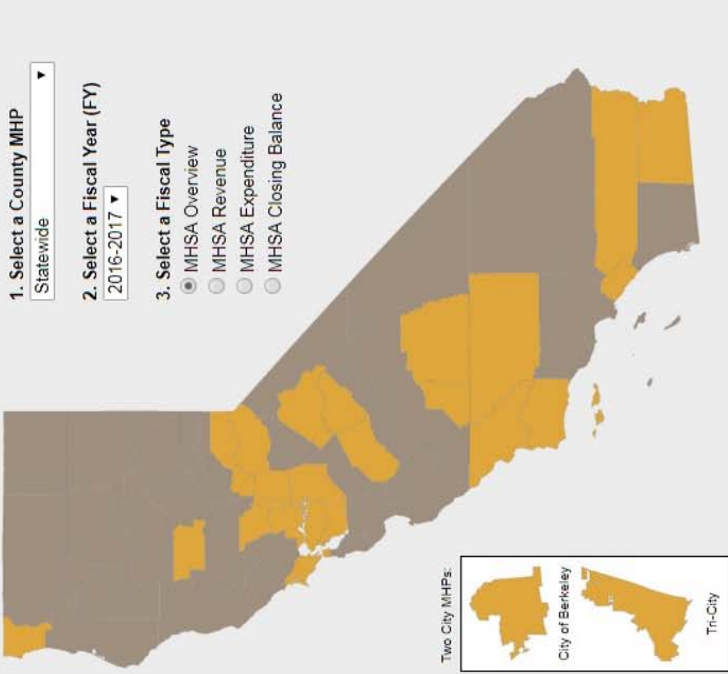 1. Select a County MHP
Statewide
2. Select a Fiscal Year (FY)
2016-2017
3. Select a Fiscal Type
MHSA Overview
MHSA Revenue
MHSA Expenditure
MHSA Closing Balance
Two City MHPs:
City of Berkeley
Tri-City